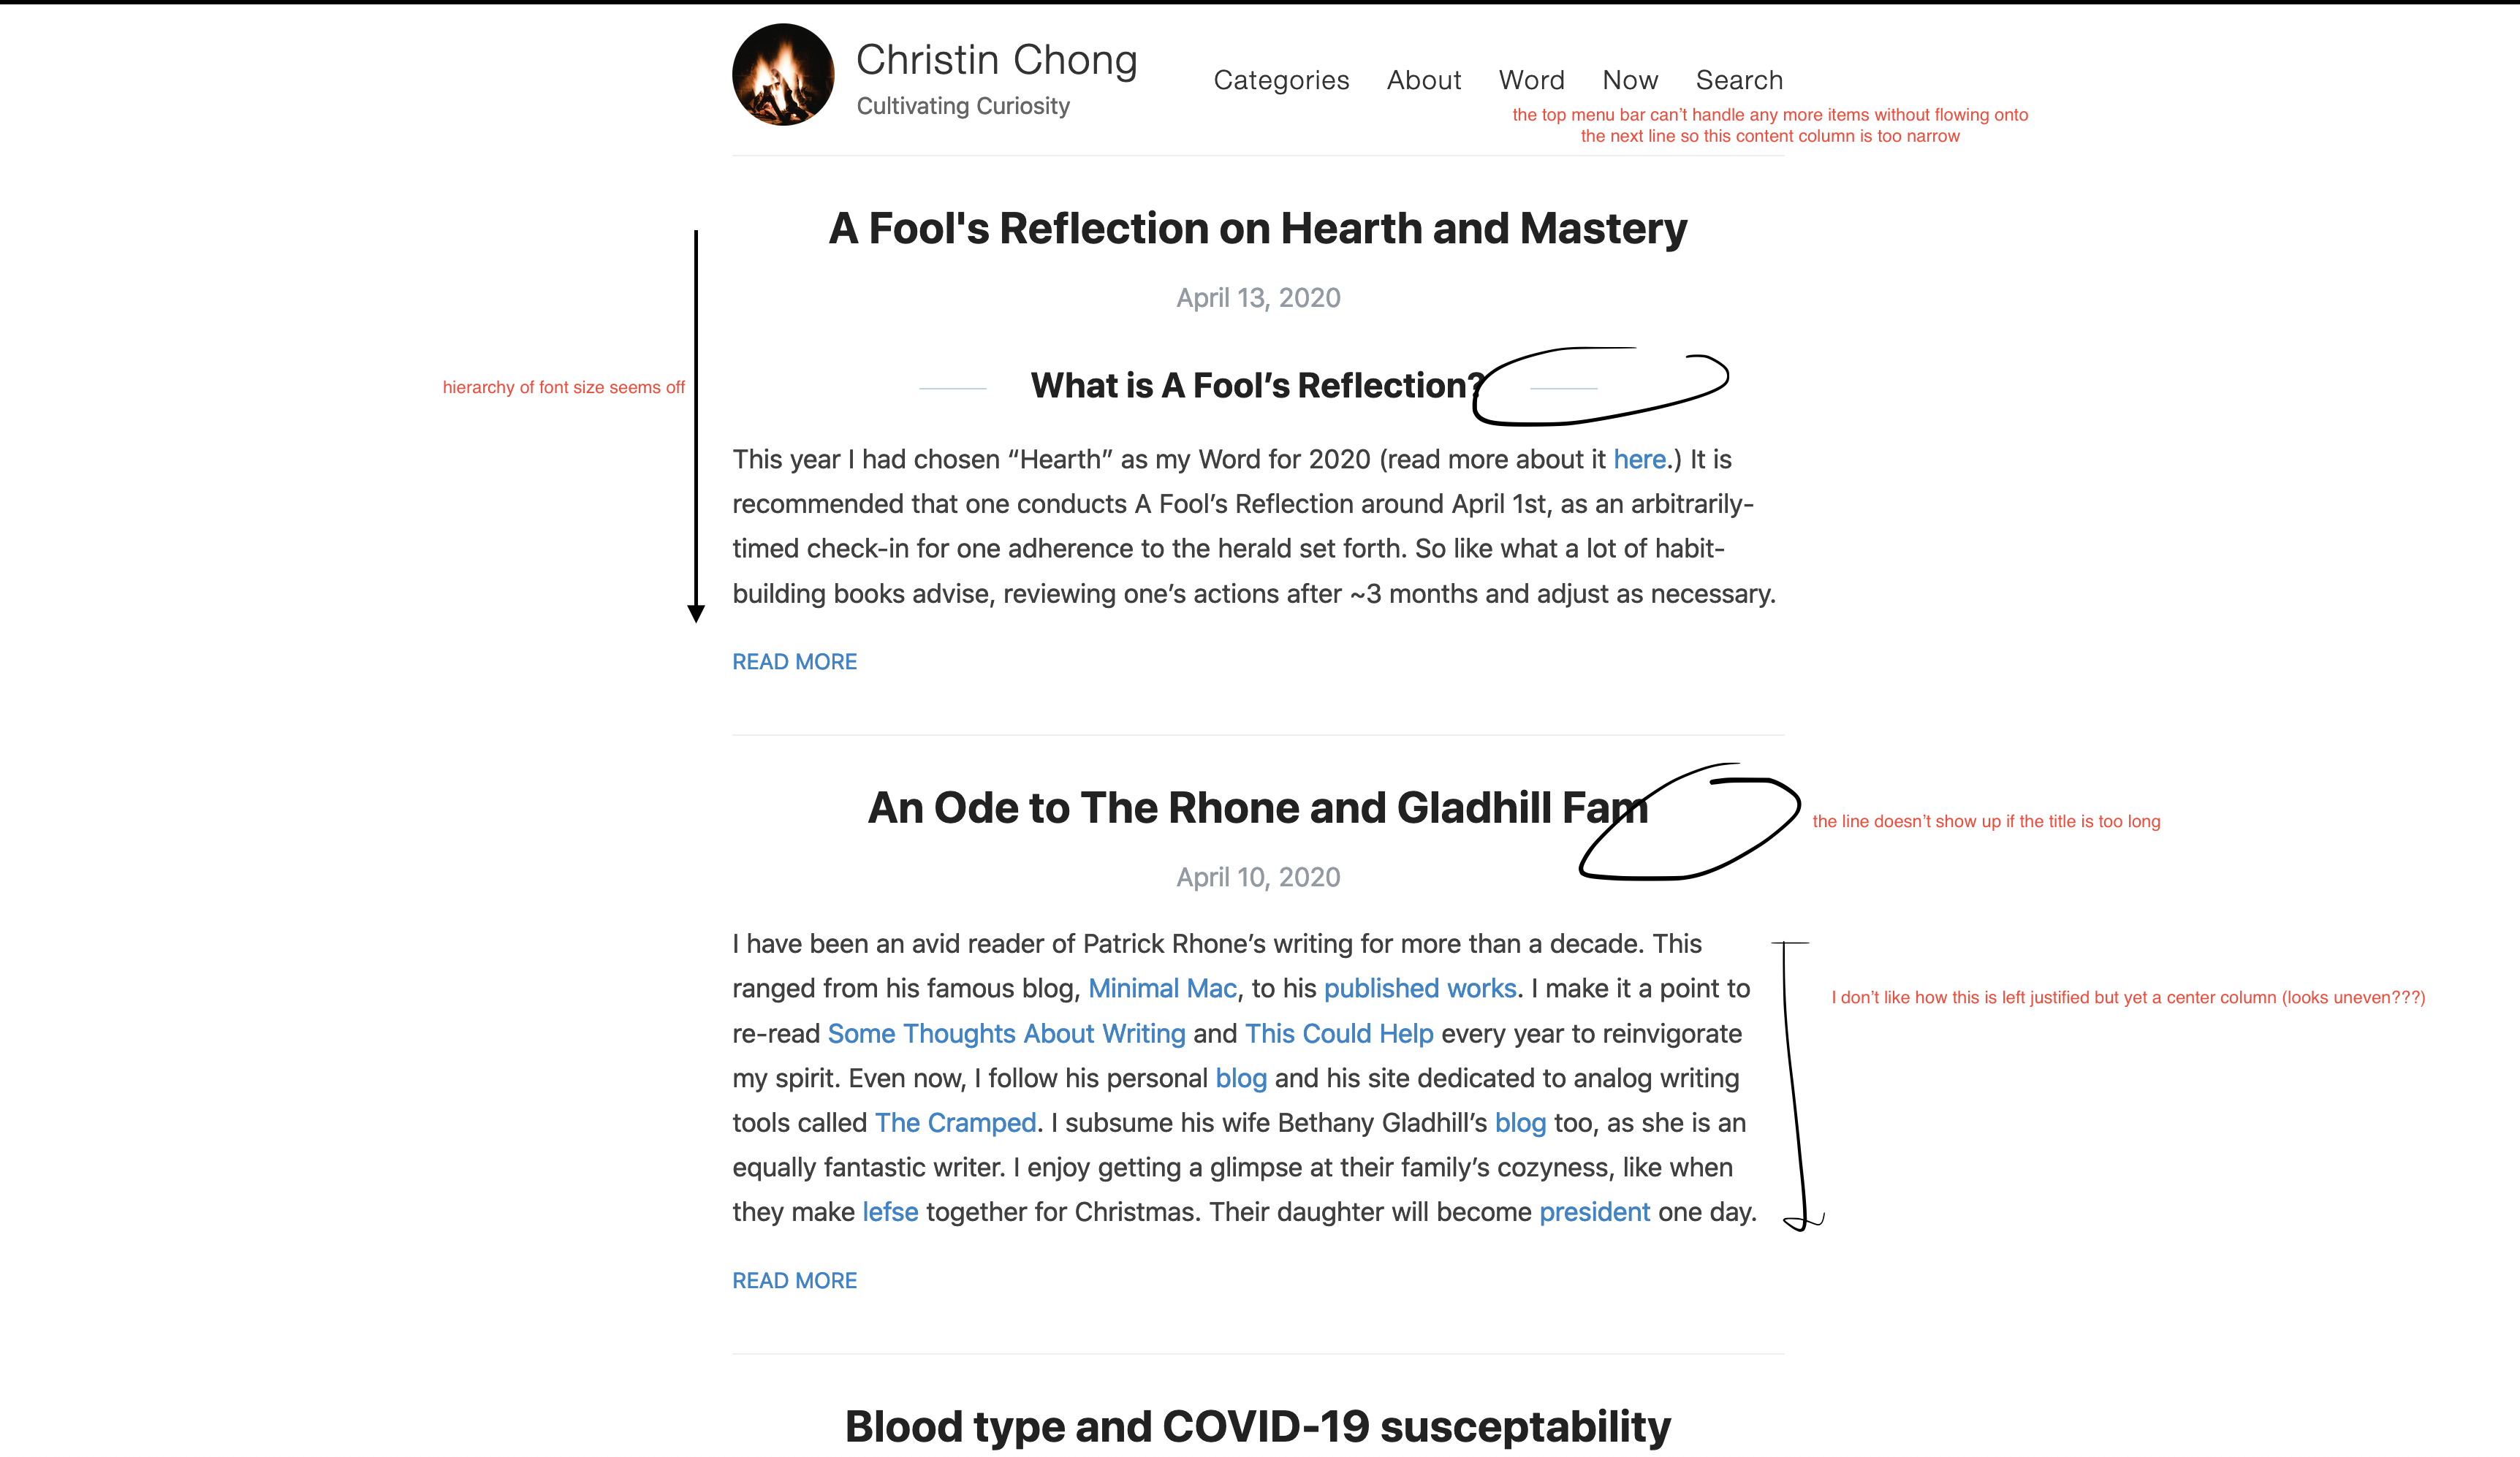 Christin Chong
Cultivating Curiosity
Categories About Word Now Search
the top menu bar can’t handle any more items without flowing onto
the next line so this content column is too narrow
A Fool's Reflection on Hearth and Mastery
April 13, 2020
hierarchy of font size seems off
What is A Fool’s Reflection?
This year I had chosen “Hearth” as my Word for 2020 (read more about it here.) It is
recommended that one conducts A Fool’s Reflection around April 1st, as an arbitrarily-
timed check-in for one adherence to the herald set forth. So like what a lot of habit-
building books advise, reviewing one’s actions after ~3 months and adjust as necessary.
READ MORE
An Ode to The Rhone and Gladhill Fam
the line doesn’t show up if the title is too long
April 10, 2020
I have been an avid reader of Patrick Rhone’s writing for more than a decade. This
ranged from his famous blog, Minimal Mac, to his published works. I make it a point to
I don’t like how this is left justified but yet a center column (looks uneven???)
re-read Some Thoughts About Writing and This Could Help every year to reinvigorate
my spirit. Even now, I follow his personal blog and his site dedicated to analog writing
tools called The Cramped. I subsume his wife Bethany Gladhill’s blog too, as she is an
equally fantastic writer. I enjoy getting a glimpse at their family’s cozyness, like when
they make lefse together for Christmas. Their daughter will become president one day.
READ MORE
Blood type and COVID-19 susceptability